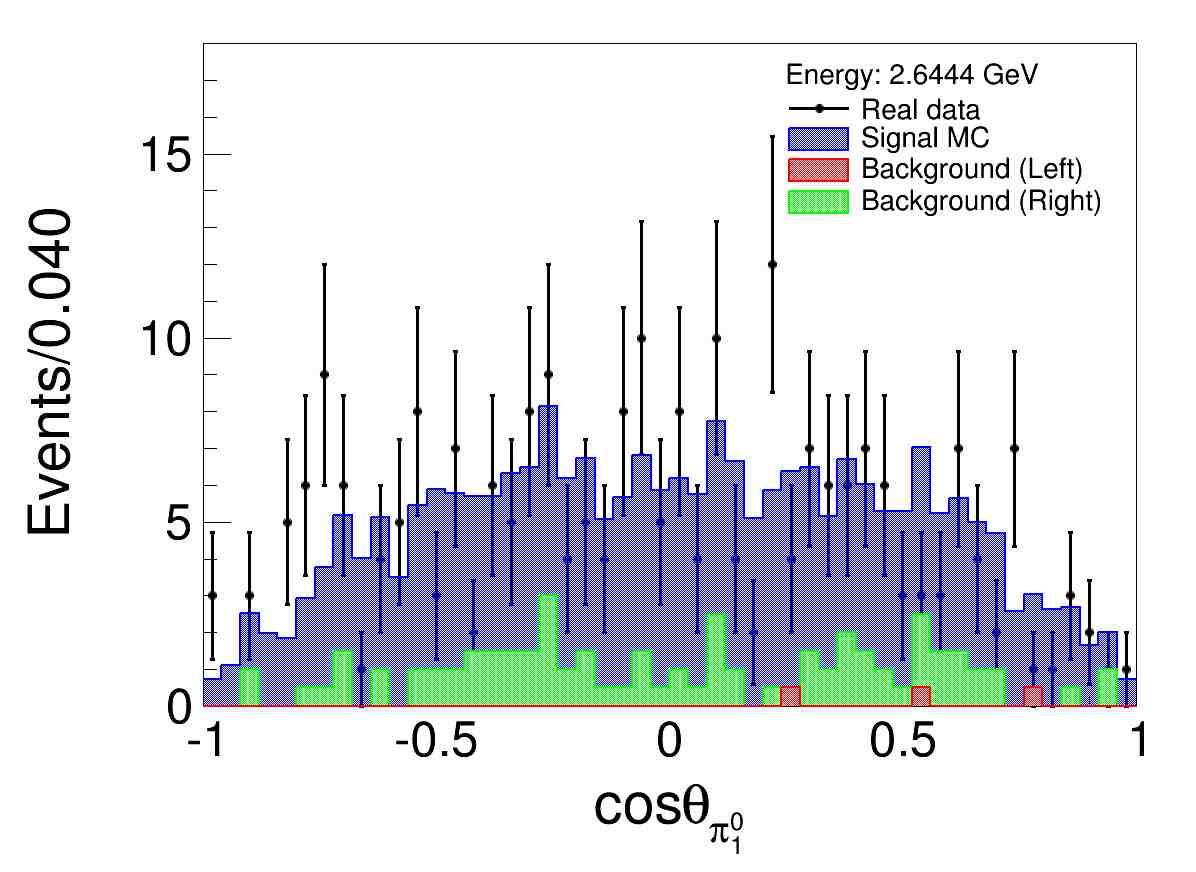 Energy: 2.6444 GeV
Real data
Signal MC
Background (Left)
Background (Right)
Events/0.040
15
10
5
0
-1
-0.5
0
0.5
1
cosθπ⁰₁